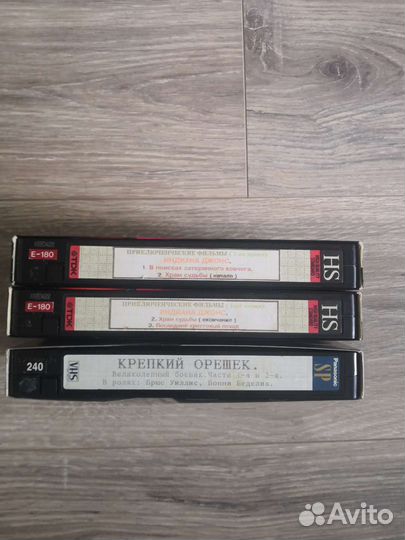 E-180
TDK
ПРИКЛЮЧЕНЧЕСКИЕ ФИЛЬМЫ
ИНДИАНА ДЖОНС.
1. В поисках затерянного ковчега.
2. Храм судьбы ( начало )
HS
E-180
TDK
ПРИКЛЮЧЕНЧЕСКИЕ ФИЛЬМЫ
ИНДИАНА ДЖОНС.
2. Храм судьбы ( окончание )
3. Последний крестовый поход
HS
240
VHS
КРЕПКИЙ ОРЕШЕК.
Великолепный боевик. Части 1-я и 2-я.
В ролях: Брюс Уиллис, Бонни Беделия.
Panasonic
SP
Avito